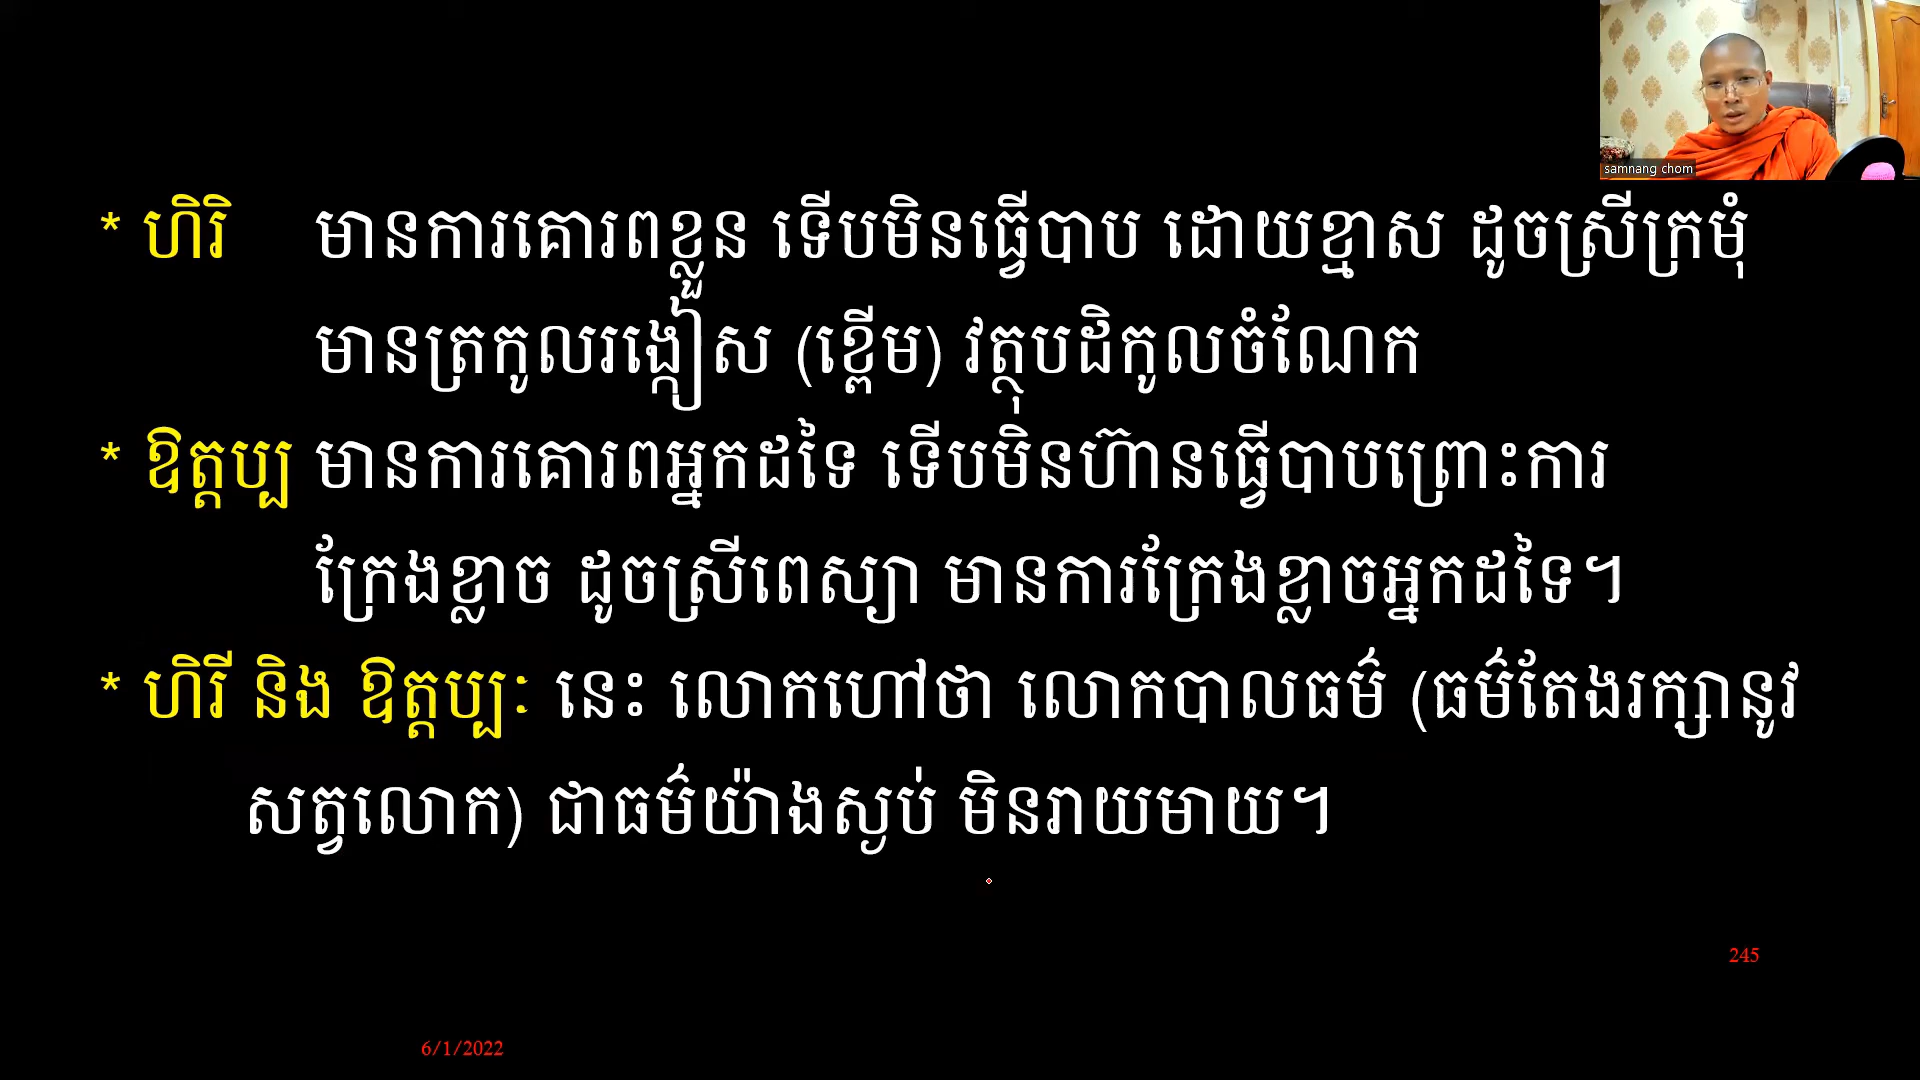 samnang chom
* ហិរិ មានការគោរពខ្លួន ទើបមិនធ្វើបាប ដោយខ្មាស ដូចស្រីក្រមុំ
មានត្រកូលរង្កៀស (ខ្ពើម) វត្ថុបដិកូលចំណែក
* ឱត្តប្ប មានការគោរពអ្នកដទៃ ទើបមិនហ៊ានធ្វើបាបព្រោះការ
ក្រែងខ្លាច ដូចស្រីពេស្យា មានការក្រែងខ្លាចអ្នកដទៃ។
* ហិរី និង ឱត្តប្បៈ នេះ លោកហៅថា លោកបាលធម៌ (ធម៌តែងរក្សានូវ
សត្វលោក) ជាធម៌យ៉ាងស្ងប់ មិនរាយមាយ។
245
6/1/2022